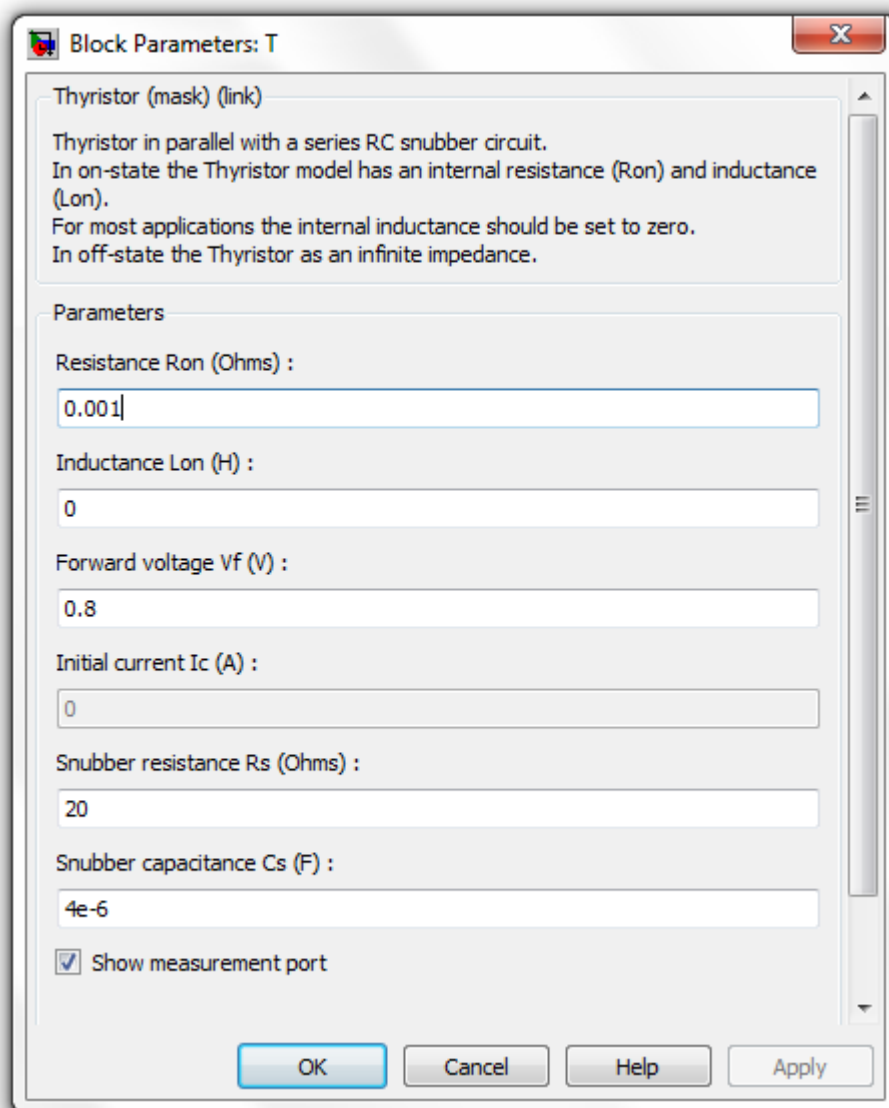 Block Parameters: T
Thyristor (mask) (link)
Thyristor in parallel with a series RC snubber circuit.
In on-state the Thyristor model has an internal resistance (Ron) and inductance
(Lon).
For most applications the internal inductance should be set to zero.
In off-state the Thyristor as an infinite impedance.
Parameters
Resistance Ron (Ohms) :
0.001
Inductance Lon (H) :
0
Forward voltage Vf (V) :
0.8
Initial current Ic (A) :
0
Snubber resistance Rs (Ohms) :
20
Snubber capacitance Cs (F) :
4e-6
Show measurement port
OK Cancel Help Apply